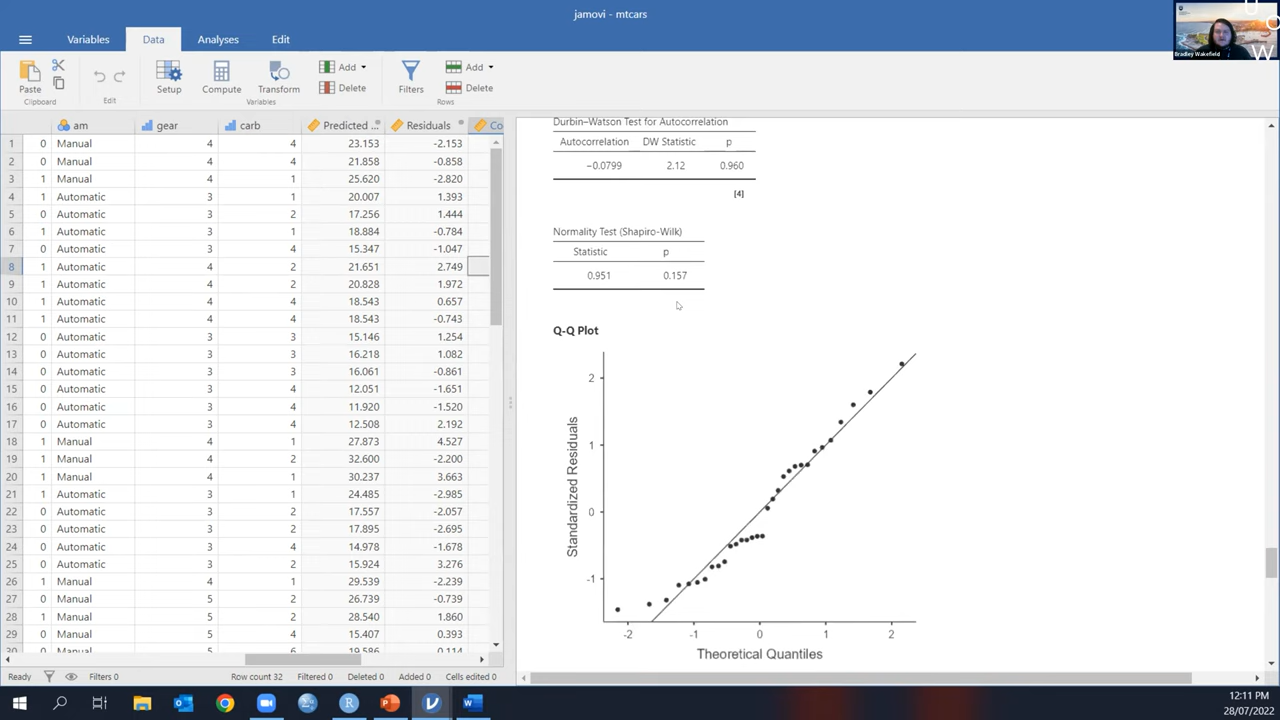 jamovi - mtcars
Bradley Wakefield
Variables Data Analyses Edit
Paste
Clipboard
Edit
Setup Compute Transform
Add
Delete
Variables
Filters
Add
Delete
Rows
am gear carb Predicted ... Residuals Co
1 0 Manual 4 4 23.153 -2.153
2 0 Manual 4 4 21.858 -0.858
3 1 Manual 4 1 25.620 -2.820
4 1 Automatic 3 1 20.007 1.393
5 0 Automatic 3 2 17.256 1.444
6 1 Automatic 3 1 18.884 -0.784
7 0 Automatic 3 4 15.347 -1.047
8 1 Automatic 4 2 21.651 2.749
9 1 Automatic 4 2 20.828 1.972
10 1 Automatic 4 4 18.543 0.657
11 1 Automatic 4 4 18.543 -0.743
12 0 Automatic 3 3 15.146 1.254
13 0 Automatic 3 3 16.218 1.082
14 0 Automatic 3 3 16.061 -0.861
15 0 Automatic 3 4 12.051 -1.651
16 0 Automatic 3 4 11.920 -1.520
17 0 Automatic 3 4 12.508 2.192
18 1 Manual 4 1 27.873 4.527
19 1 Manual 4 2 32.600 -2.200
20 1 Manual 4 1 30.237 3.663
21 1 Automatic 3 1 24.485 -2.985
22 0 Automatic 3 2 17.557 -2.057
23 0 Automatic 3 2 17.895 -2.695
24 0 Automatic 3 4 14.978 -1.678
25 0 Automatic 3 2 15.924 3.276
26 1 Manual 4 1 29.539 -2.239
27 0 Manual 5 2 26.739 -0.739
28 1 Manual 5 2 28.540 1.860
29 0 Manual 5 4 15.407 0.393
30 0 Manual 5 6 19.586 0.114
Ready Filters 0 Row count 32 Filtered 0 Deleted 0 Added 0 Cells edited 0
Durbin–Watson Test for Autocorrelation
Autocorrelation DW Statistic p
−0.0799 2.12 0.960
[4]
Normality Test (Shapiro-Wilk)
Statistic p
0.951 0.157
Q-Q Plot
2
1
0
-1
Standardized Residuals
-2 -1 0 1 2
Theoretical Quantiles
12:11 PM
28/07/2022